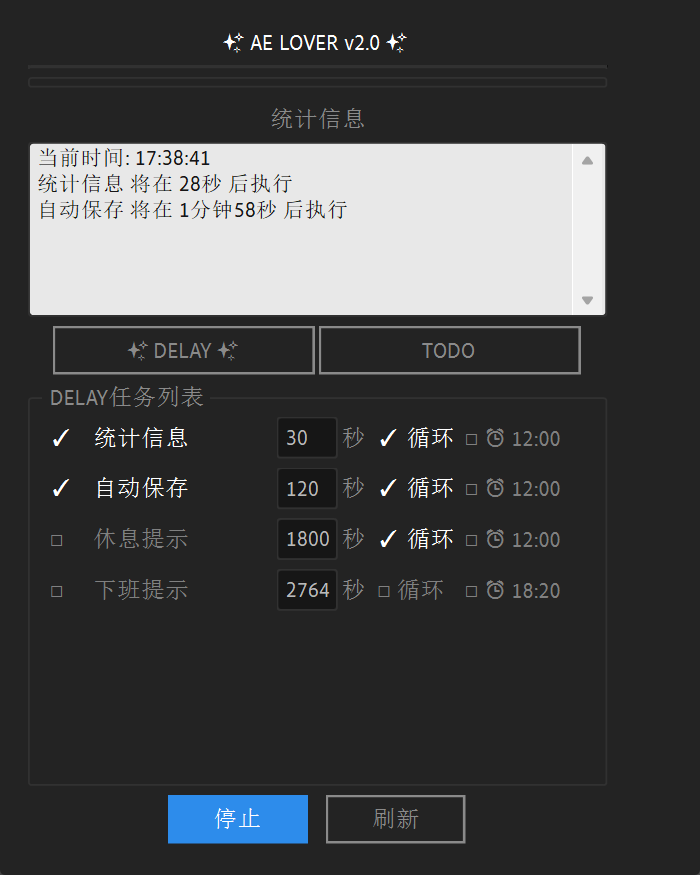 ✨ AE LOVER v2.0 ✨
统计信息
当前时间: 17:38:41
统计信息 将在 28秒 后执行
自动保存 将在 1分钟58秒 后执行
✨ DELAY ✨ TODO
DELAY任务列表
✓ 统计信息 30 秒 ✓ 循环 □ ⏰ 12:00
✓ 自动保存 120 秒 ✓ 循环 □ ⏰ 12:00
□ 休息提示 1800 秒 ✓ 循环 □ ⏰ 12:00
□ 下班提示 2764 秒 □ 循环 □ ⏰ 18:20
停止 刷新